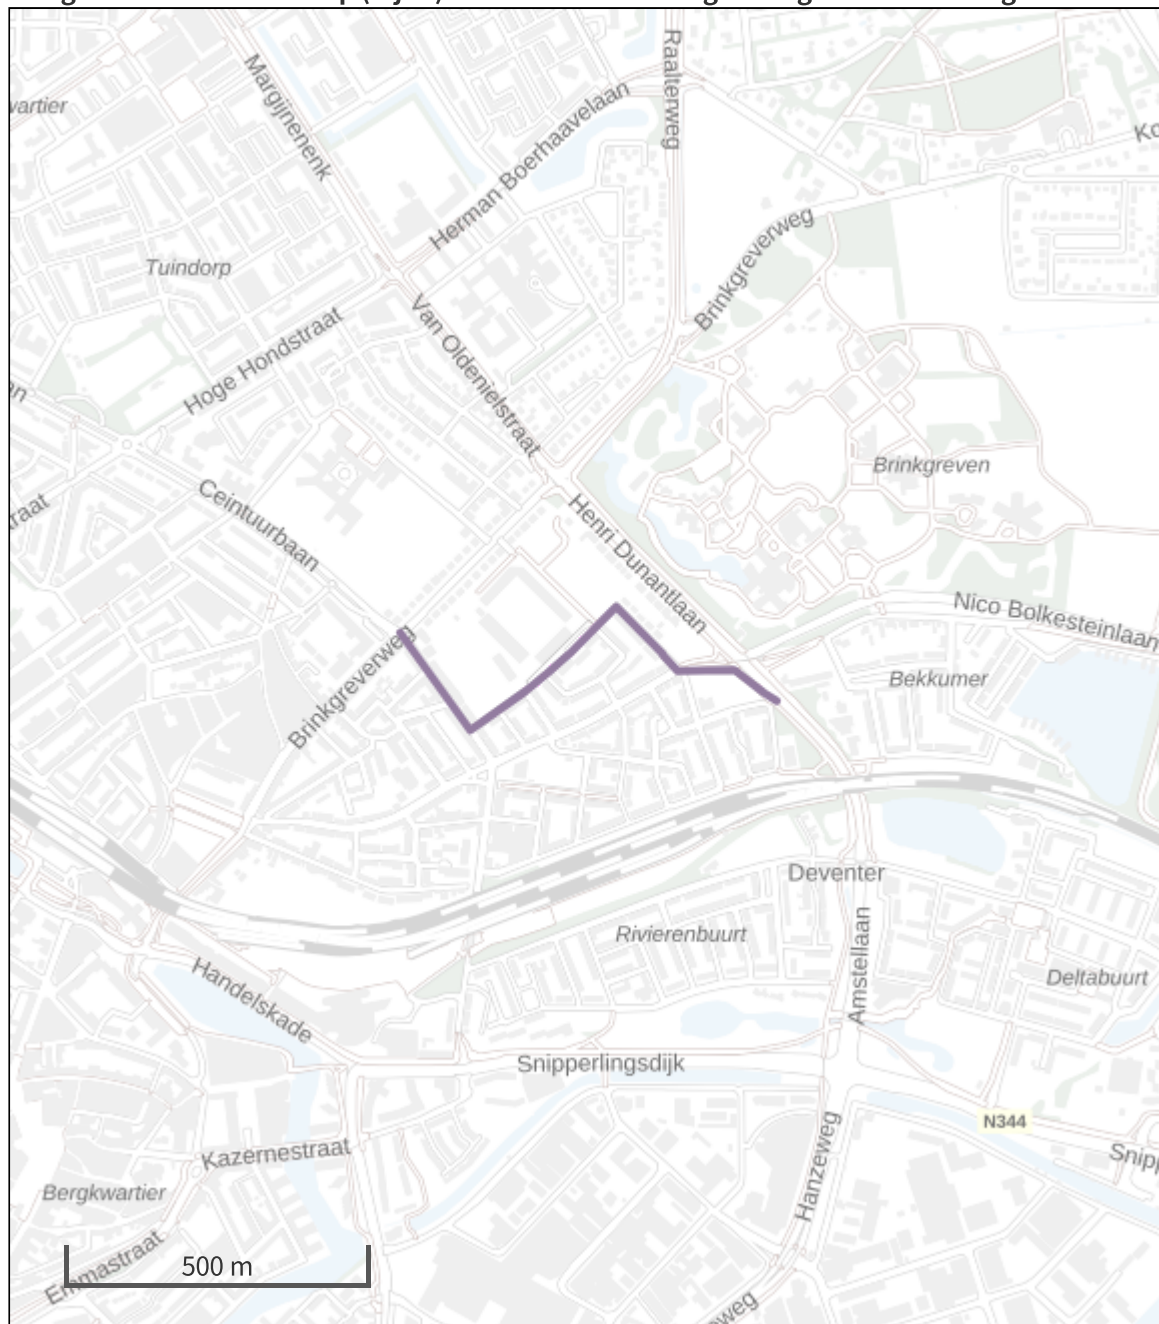 Raalterweg
Margijnenenk
Herman Boerhaavelaan
Brinkgreverweg
Tuindorp
Van Oldenielstraat
Hoge Hondstraat
Brinkgreven
Ceintuurbaan
Henri Dunantlaan
Nico Bolkesteinlaan
Brinkgreverweg
Bekkumer
Deventer
Rivierenbuurt
Amstellaan
Deltabuurt
Handelskade
Snipperlingsdijk
N344
Hanzeweg
Kazernestraat
Bergkwartier
Emmastraat
500 m